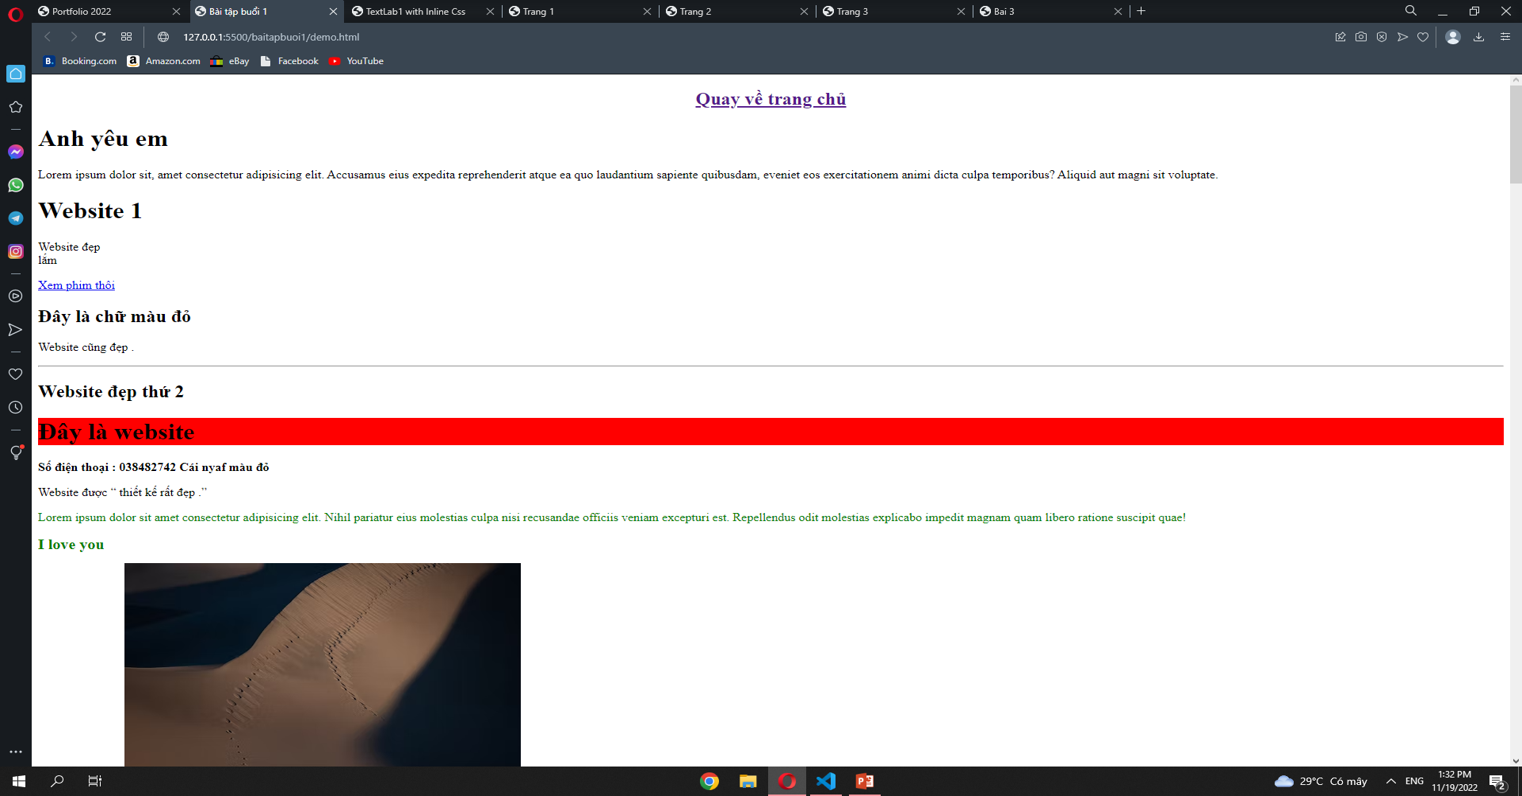 Portfolio 2022
Bài tập buổi 1
TextLab1 with Inline Css
Trang 1
Trang 2
Trang 3
Bai 3
127.0.0.1:5500/baitapbuoi1/demo.html
B. Booking.com
a Amazon.com
eBay
Facebook
YouTube
Quay về trang chủ
Anh yêu em
Lorem ipsum dolor sit, amet consectetur adipisicing elit. Accusamus eius expedita reprehenderit atque ea quo laudantium sapiente quibusdam, eveniet eos exercitationem animi dicta culpa temporibus? Aliquid aut magni sit voluptate.
Website 1
Website đẹp
lắm
Xem phim thôi
Đây là chữ màu đỏ
Website cũng đẹp .
Website đẹp thứ 2
Đây là website
Số điện thoại : 038482742 Cái nyaf màu đỏ
Website được “ thiết kế rất đẹp .”
Lorem ipsum dolor sit amet consectetur adipisicing elit. Nihil pariatur eius molestias culpa nisi recusandae officiis veniam excepturi est. Repellendus odit molestias explicabo impedit magnam quam libero ratione suscipit quae!
I love you
29°C Có mây
ENG
1:32 PM
11/19/2022
2